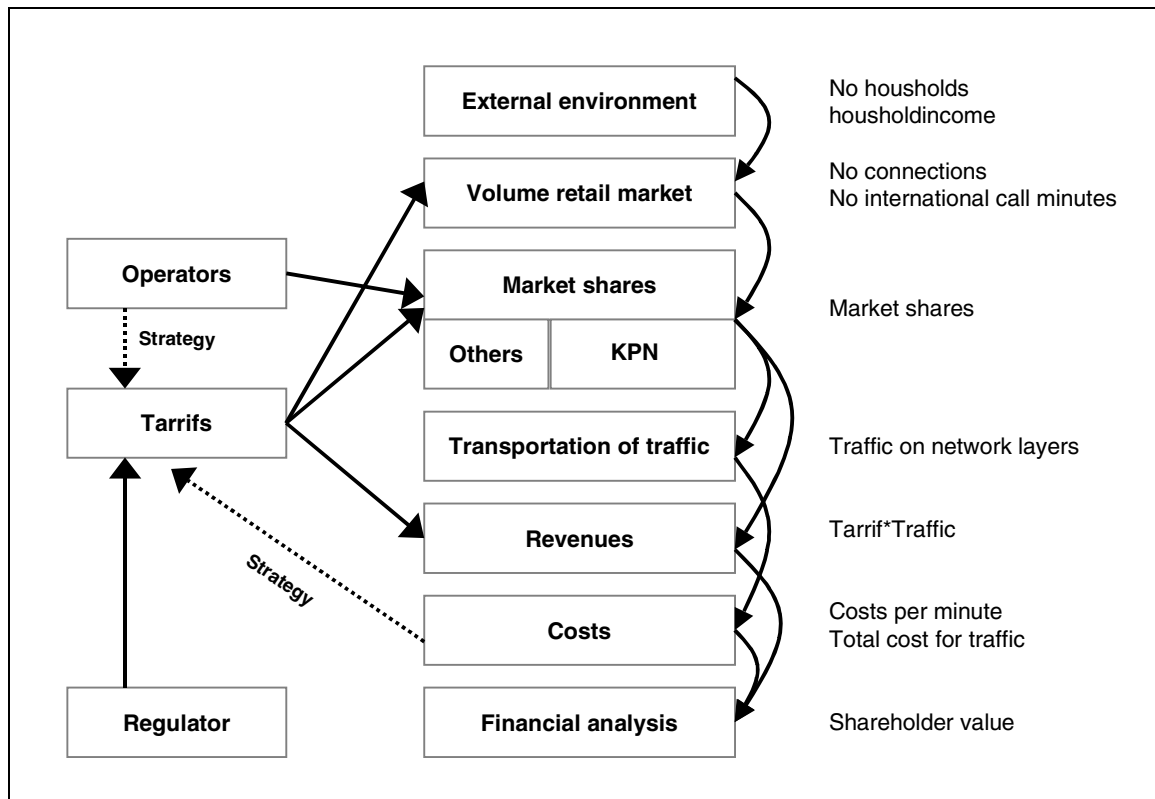 External environment
No housholds
housholdincome
Volume retail market
No connections
No international call minutes
Operators
Market shares
Market shares
Strategy
Others
KPN
Tarrifs
Transportation of traffic
Traffic on network layers
Revenues
Tarrif*Traffic
Strategy
Costs
Costs per minute
Total cost for traffic
Regulator
Financial analysis
Shareholder value